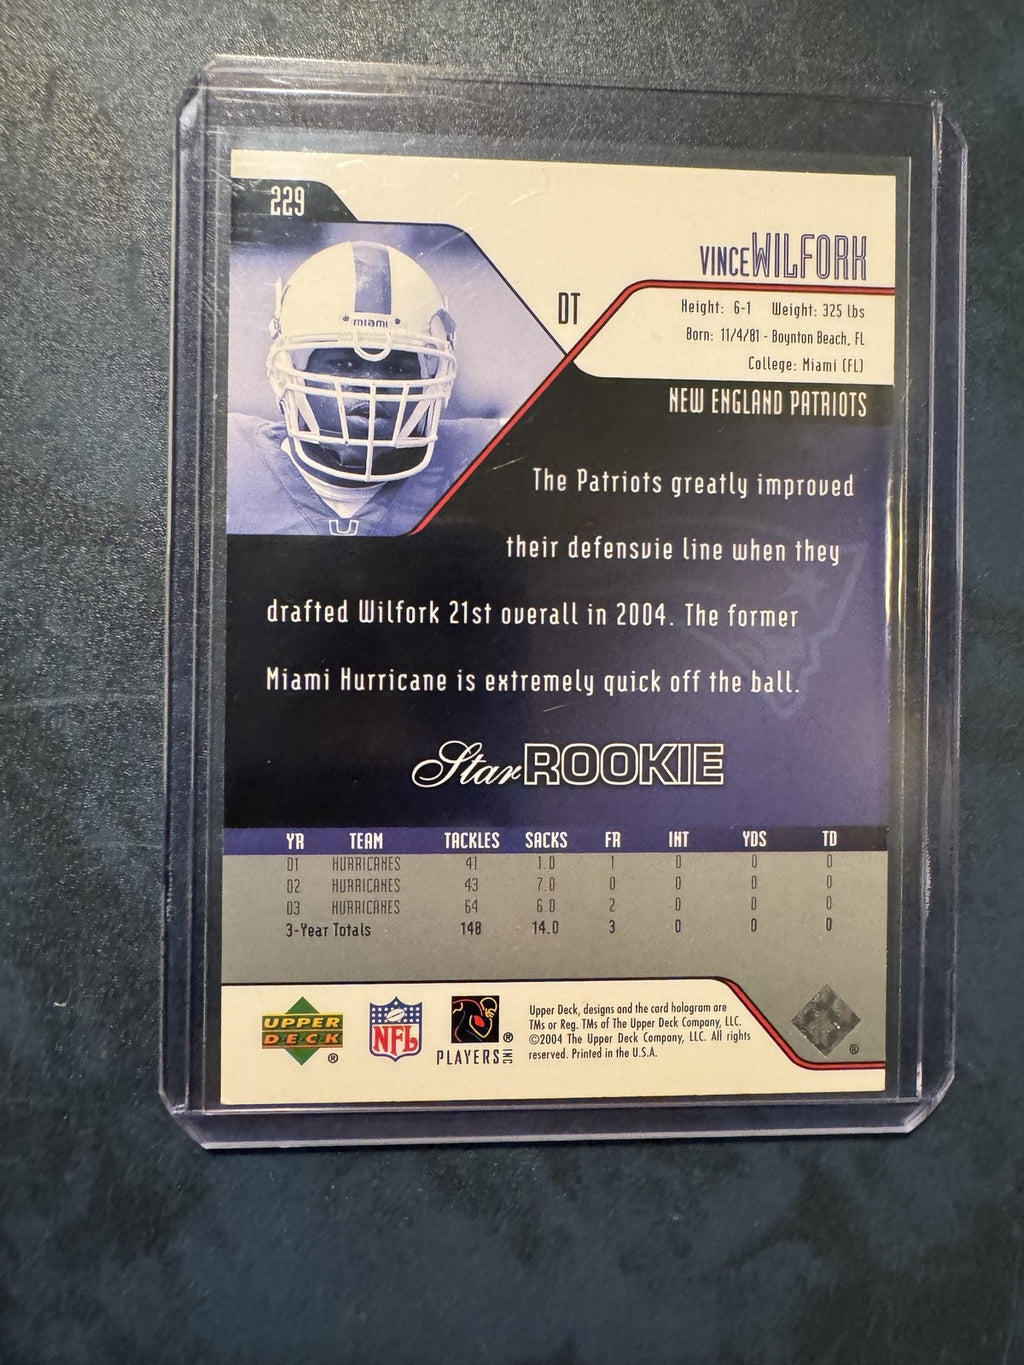 229
VINCE WILFORK
DT
Height: 6-1 Weight: 325 lbs
Born: 11/4/81 - Boynton Beach, FL
College: Miami (FL)
NEW ENGLAND PATRIOTS
miami
U
The Patriots greatly improved
their defensvie line when they
drafted Wilfork 21st overall in 2004. The former
Miami Hurricane is extremely quick off the ball.
Star ROOKIE
YR TEAM TACKLES SACKS FR INT YDS TD
01 HURRICANES 41 1.0 1 0 0 0
02 HURRICANES 43 7.0 0 0 0 0
03 HURRICANES 64 6.0 2 0 0 0
3-Year Totals 148 14.0 3 0 0 0
UPPER
DECK
®
NFL
PLAYERS INC ®
Upper Deck, designs and the card hologram are
TMs or Reg. TMs of The Upper Deck Company, LLC.
©2004 The Upper Deck Company, LLC. All rights
reserved. Printed in the U.S.A.
®